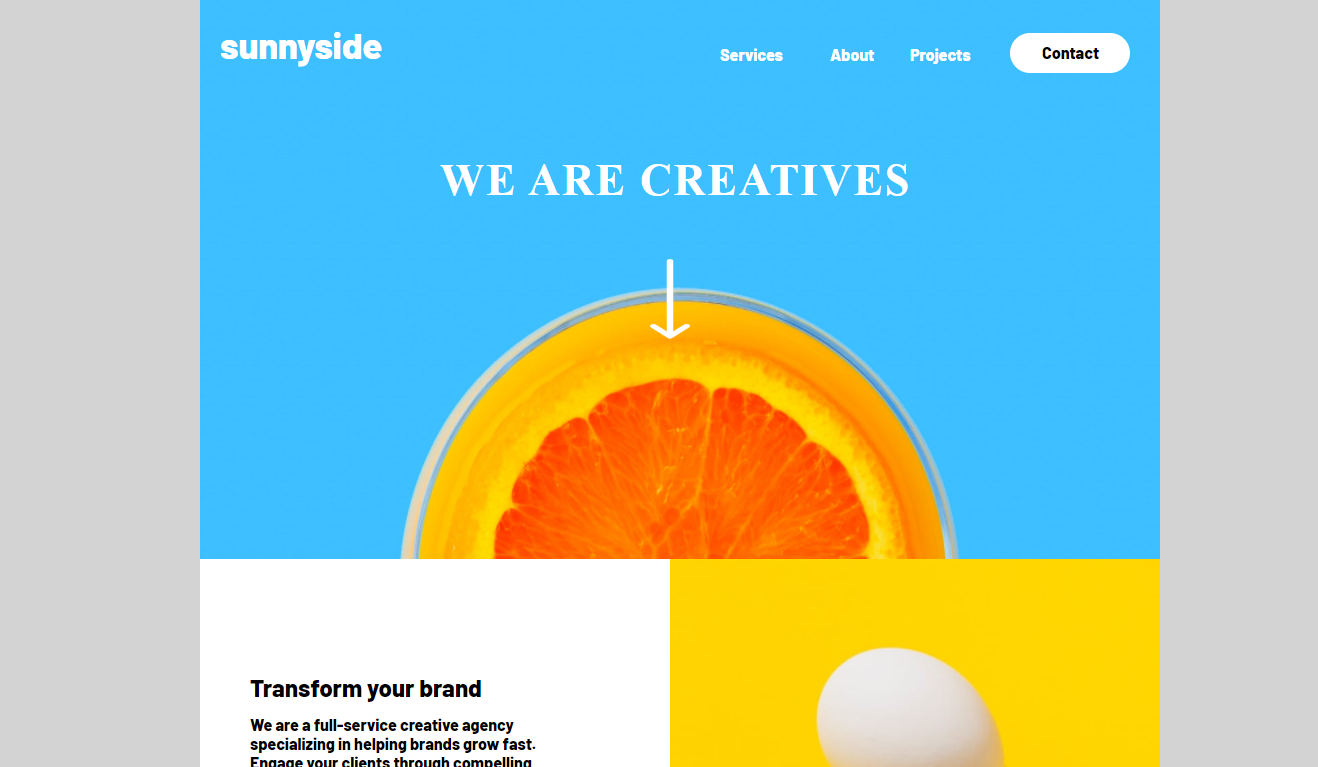 sunnyside
Services About Projects Contact
WE ARE CREATIVES
Transform your brand
We are a full-service creative agency
specializing in helping brands grow fast.
Engage your clients through compelling